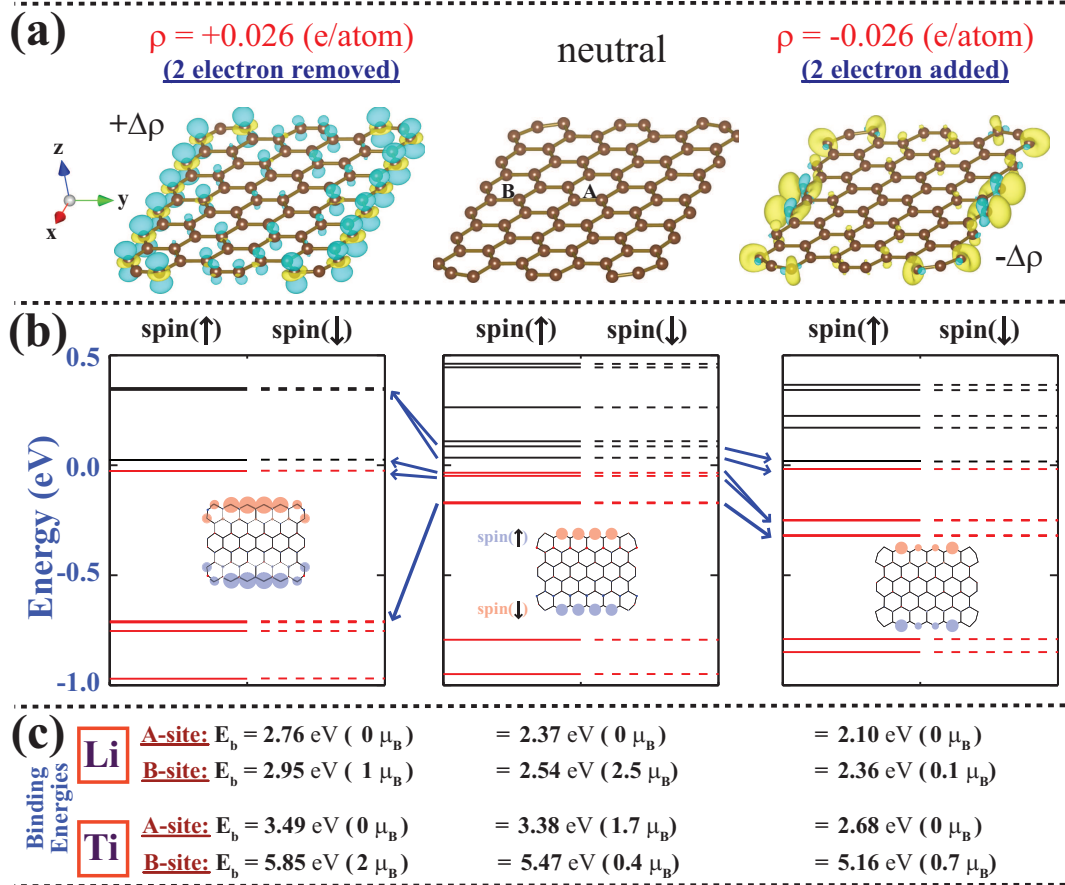 (a)
ρ = +0.026 (e/atom)
(2 electron removed)
neutral
ρ = -0.026 (e/atom)
(2 electron added)
+Δρ
z
y
x
B
A
-Δρ
(b)
spin(↑) spin(↓)
spin(↑) spin(↓)
spin(↑) spin(↓)
Energy (eV)
0.5
0.0
-0.5
-1.0
spin(↑)
spin(↓)
(c)
Binding
Energies
Li
A-site: E_b = 2.76 eV ( 0 μ_B) = 2.37 eV (0 μ_B) = 2.10 eV (0 μ_B)
B-site: E_b = 2.95 eV ( 1 μ_B) = 2.54 eV (2.5 μ_B) = 2.36 eV (0.1 μ_B)
Ti
A-site: E_b = 3.49 eV (0 μ_B) = 3.38 eV (1.7 μ_B) = 2.68 eV (0 μ_B)
B-site: E_b = 5.85 eV (2 μ_B) = 5.47 eV (0.4 μ_B) = 5.16 eV (0.7 μ_B)